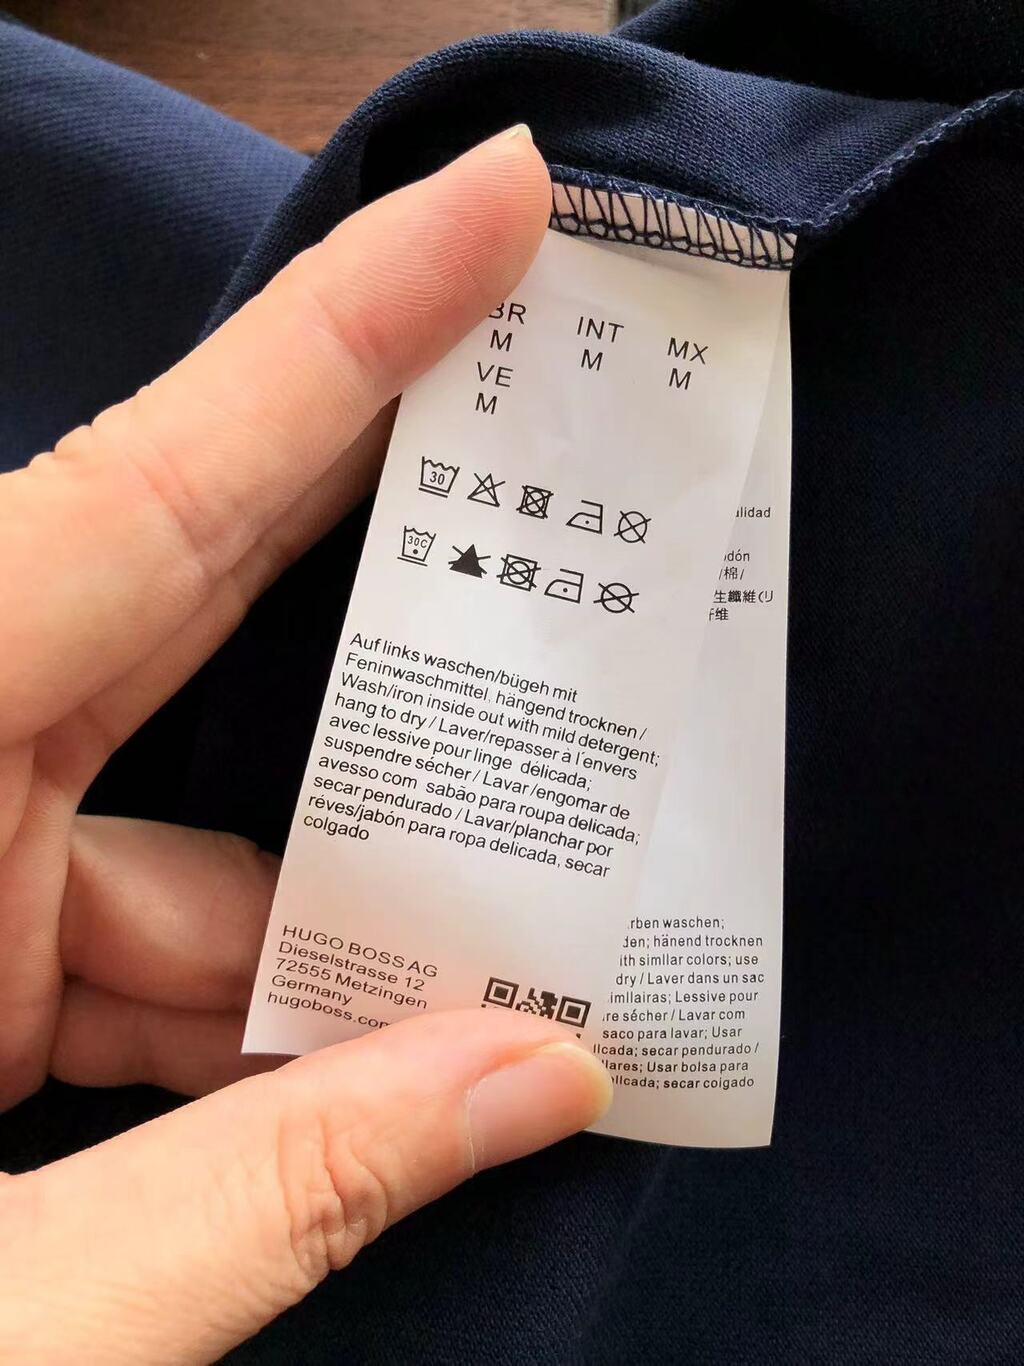 BR INT MX
M M M
VE
M
30
30C
Auf links waschen/bügeh mit
Feninwaschmittel, hängend trocknen/
Wash/iron inside out with mild detergent;
hang to dry / Laver/repasser à l'envers
avec lessive pour linge délicada;
suspendre sécher / Lavar /engomar de
avesso com sabão para roupa delicada;
secar pendurado / Lavar/planchar por
réves/jabón para ropa delicada, secar
colgado
HUGO BOSS AG
Dieselstrasse 12
72555 Metzingen
Germany
hugoboss.com
alidad
odón
/棉/
生纖維(リ
纤维
rben waschen;
den; hänend trocknen
ith simllar colors; use
dry / Laver dans un sac
imllairas; Lessive pour
re sécher / Lavar com
saco para lavar; Usar
llcada; secar pendurado /
llares; Usar bolsa para
ellcada; secar coigado